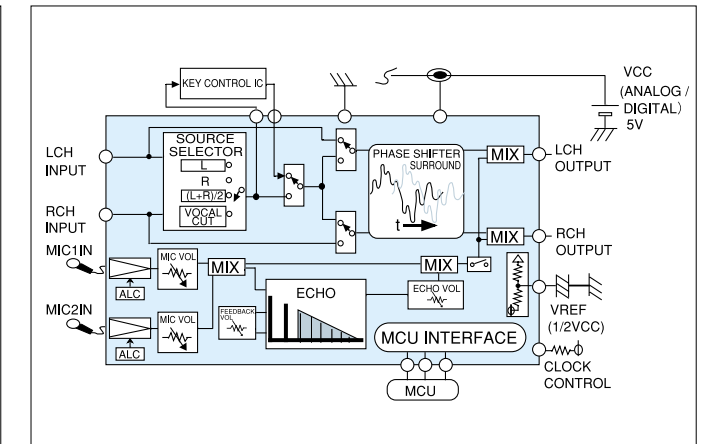 KEY CONTROL IC
VCC
(ANALOG /
DIGITAL)
5V
LCH
INPUT
SOURCE
SELECTOR
L
R
(L+R)/2
VOCAL
CUT
PHASE SHIFTER
SURROUND
t
MIX
LCH
OUTPUT
RCH
INPUT
MIX
RCH
OUTPUT
MIC1IN
ALC
MIC VOL
MIX
MIX
ECHO
ECHO VOL
VREF
(1/2VCC)
MIC2IN
ALC
MIC VOL
FEEDBACK
VOL
MCU INTERFACE
CLOCK
CONTROL
MCU